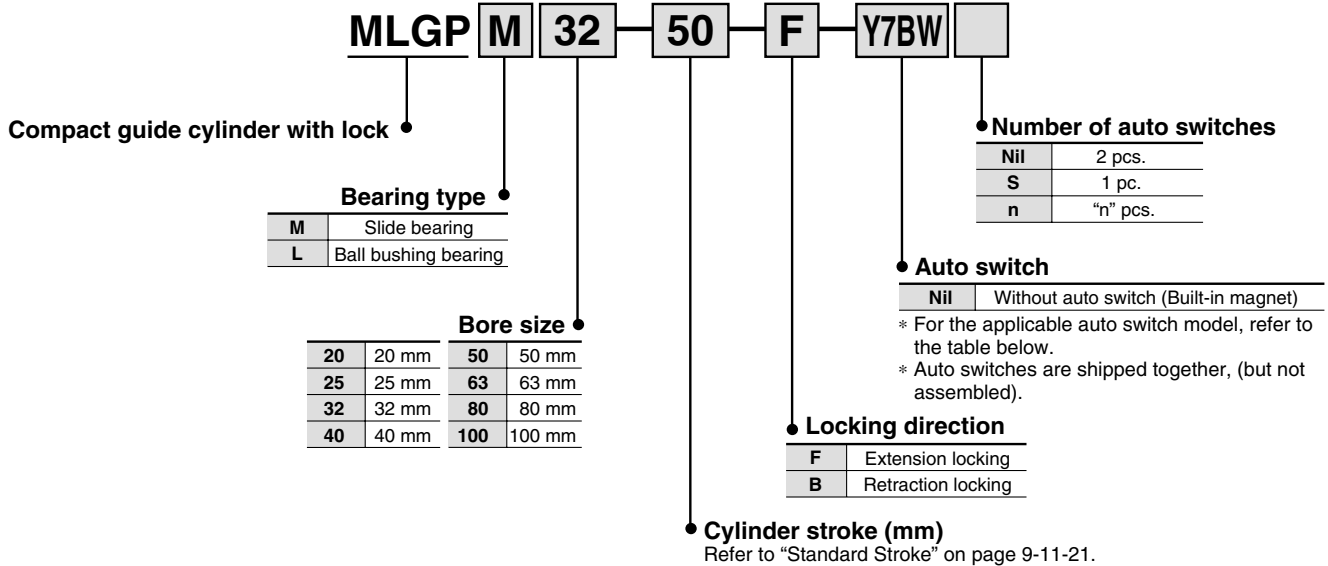 MLGP M 32 50 F Y7BW
Compact guide cylinder with lock
Bearing type
M Slide bearing
L Ball bushing bearing
Bore size
20 20 mm 50 50 mm
25 25 mm 63 63 mm
32 32 mm 80 80 mm
40 40 mm 100 100 mm
Number of auto switches
Nil 2 pcs.
S 1 pc.
n “n” pcs.
Auto switch
Nil Without auto switch (Built-in magnet)
∗ For the applicable auto switch model, refer to
the table below.
∗ Auto switches are shipped together, (but not
assembled).
Locking direction
F Extension locking
B Retraction locking
Cylinder stroke (mm)
Refer to “Standard Stroke” on page 9-11-21.